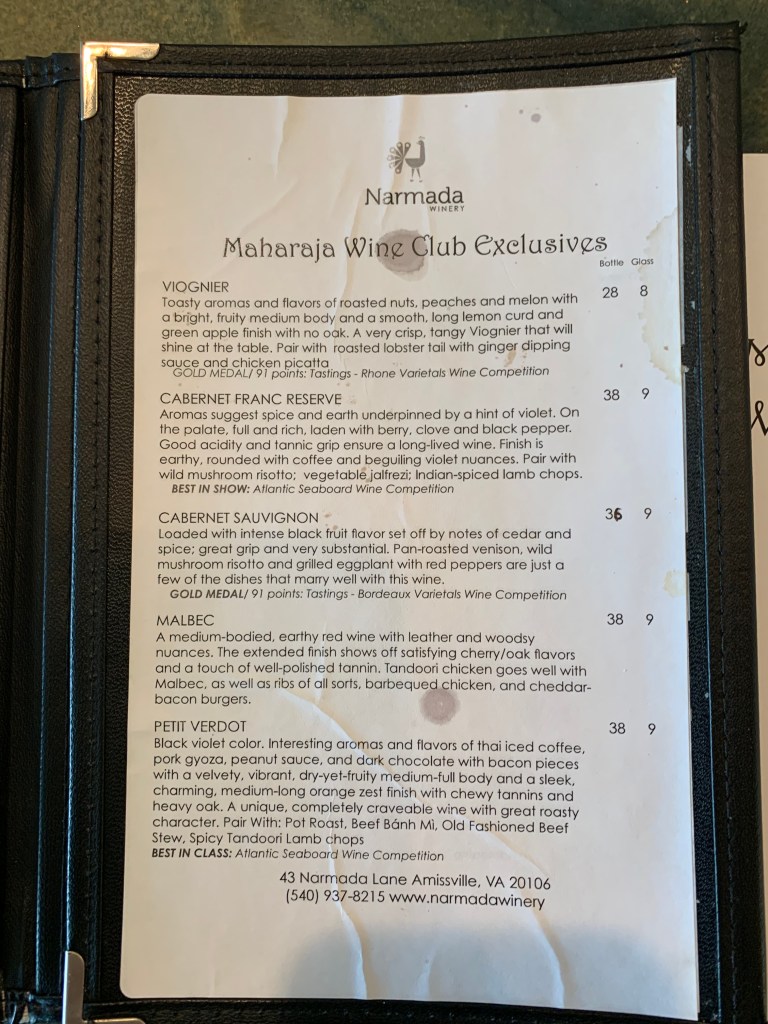 Narmada
WINERY
Maharaja Wine Club Exclusives
Bottle Glass
VIOGNIER 28 8
Toasty aromas and flavors of roasted nuts, peaches and melon with
a bright, fruity medium body and a smooth, long lemon curd and
green apple finish with no oak. A very crisp, tangy Viognier that will
shine at the table. Pair with roasted lobster tail with ginger dipping
sauce and chicken picatta
GOLD MEDAL/ 91 points: Tastings - Rhone Varietals Wine Competition
CABERNET FRANC RESERVE 38 9
Aromas suggest spice and earth underpinned by a hint of violet. On
the palate, full and rich, laden with berry, clove and black pepper.
Good acidity and tannic grip ensure a long-lived wine. Finish is
earthy, rounded with coffee and beguiling violet nuances. Pair with
wild mushroom risotto; vegetable jalfrezi; Indian-spiced lamb chops.
BEST IN SHOW: Atlantic Seaboard Wine Competition
CABERNET SAUVIGNON 36 9
Loaded with intense black fruit flavor set off by notes of cedar and
spice; great grip and very substantial. Pan-roasted venison, wild
mushroom risotto and grilled eggplant with red peppers are just a
few of the dishes that marry well with this wine.
GOLD MEDAL/ 91 points: Tastings - Bordeaux Varietals Wine Competition
MALBEC 38 9
A medium-bodied, earthy red wine with leather and woodsy
nuances. The extended finish shows off satisfying cherry/oak flavors
and a touch of well-polished tannin. Tandoori chicken goes well with
Malbec, as well as ribs of all sorts, barbequed chicken, and cheddar-
bacon burgers.
PETIT VERDOT 38 9
Black violet color. Interesting aromas and flavors of thai iced coffee,
pork gyoza, peanut sauce, and dark chocolate with bacon pieces
with a velvety, vibrant, dry-yet-fruity medium-full body and a sleek,
charming, medium-long orange zest finish with chewy tannins and
heavy oak. A unique, completely craveable wine with great roasty
character. Pair With: Pot Roast, Beef Bánh Mì, Old Fashioned Beef
Stew, Spicy Tandoori Lamb chops
BEST IN CLASS: Atlantic Seaboard Wine Competition
43 Narmada Lane Amissville, VA 20106
(540) 937-8215 www.narmadawinery